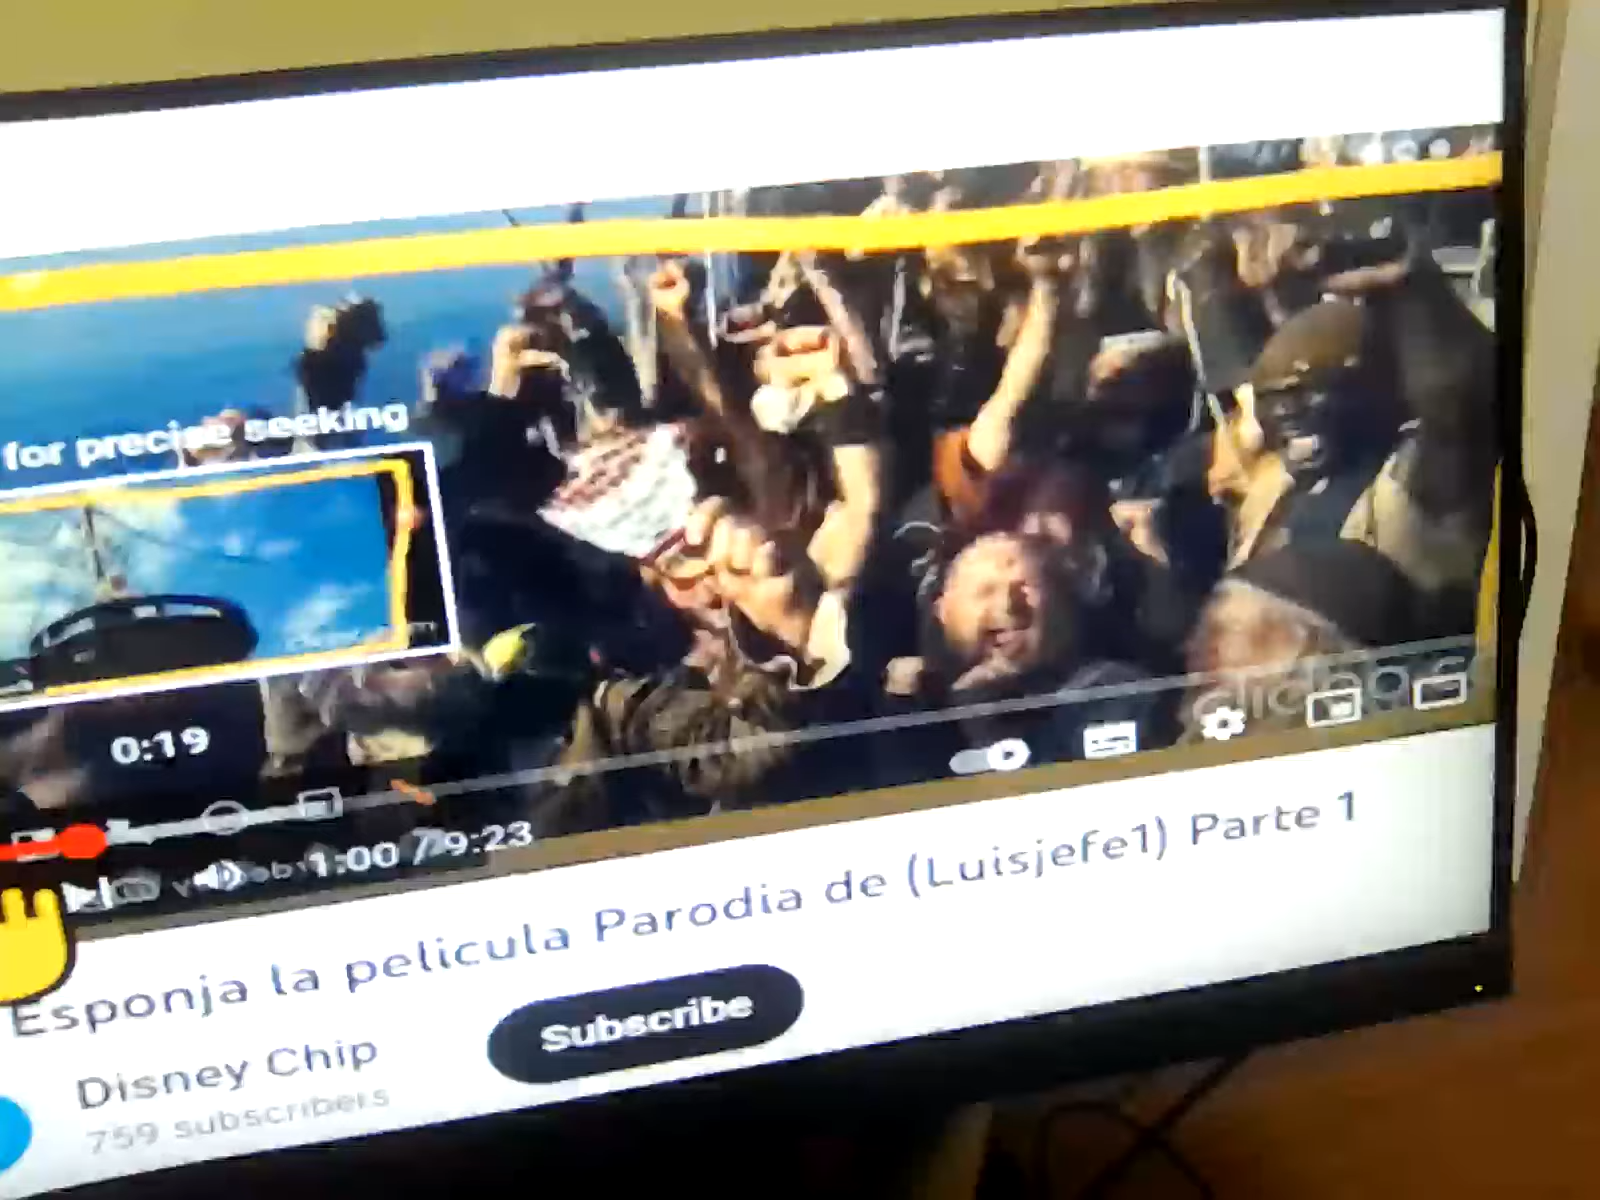 for precise seeking
0:19
1:00 / 9:23
Esponja la pelicula Parodia de (Luisjefe1) Parte 1
Disney Chip
Subscribe
759 subscribers